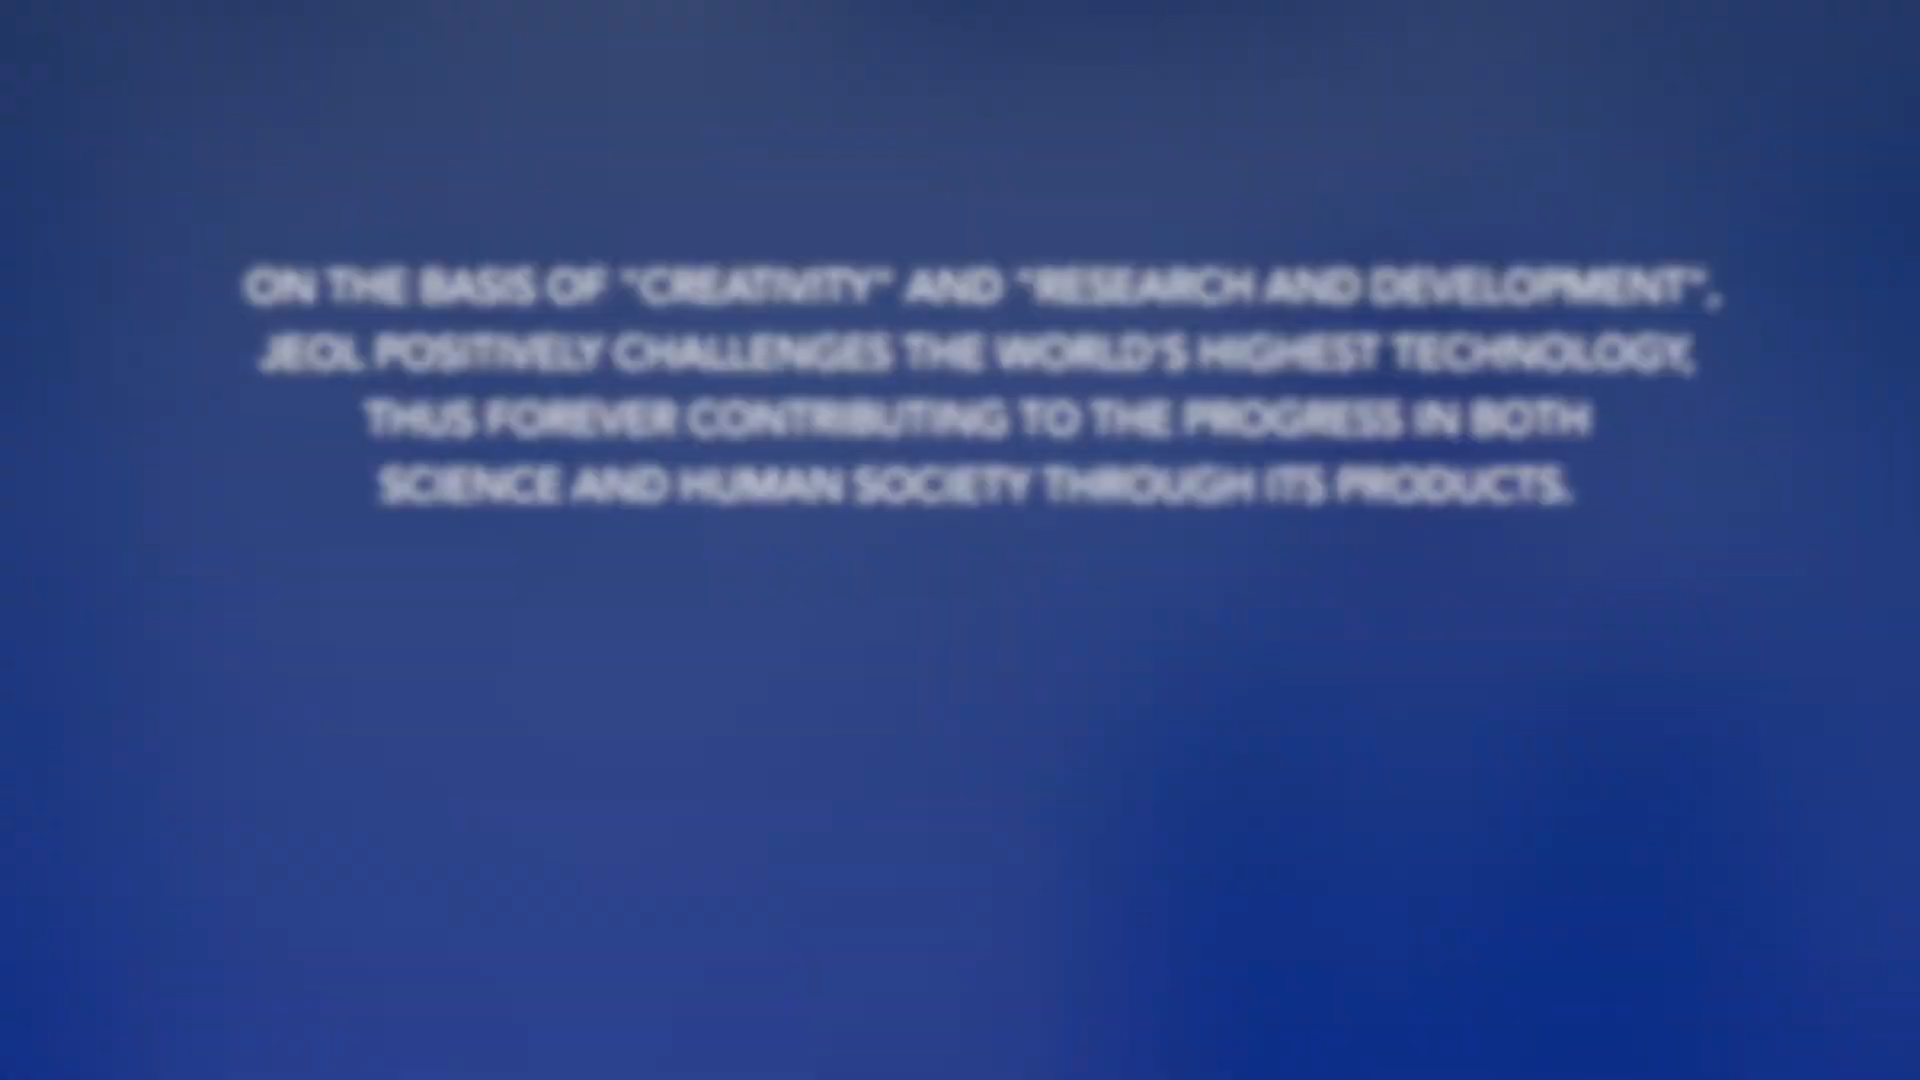 ON THE BASIS OF "CREATIVITY" AND "RESEARCH AND DEVELOPMENT",
JEOL POSITIVELY CHALLENGES THE WORLD'S HIGHEST TECHNOLOGY,
THUS FOREVER CONTRIBUTING TO THE PROGRESS IN BOTH
SCIENCE AND HUMAN SOCIETY THROUGH ITS PRODUCTS.